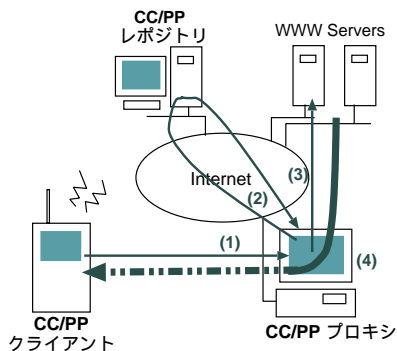 CC/PP
レポジトリ
WWW Servers
Internet
(3)
(2)
(1)
(4)
CC/PP
クライアント
CC/PP プロキシ